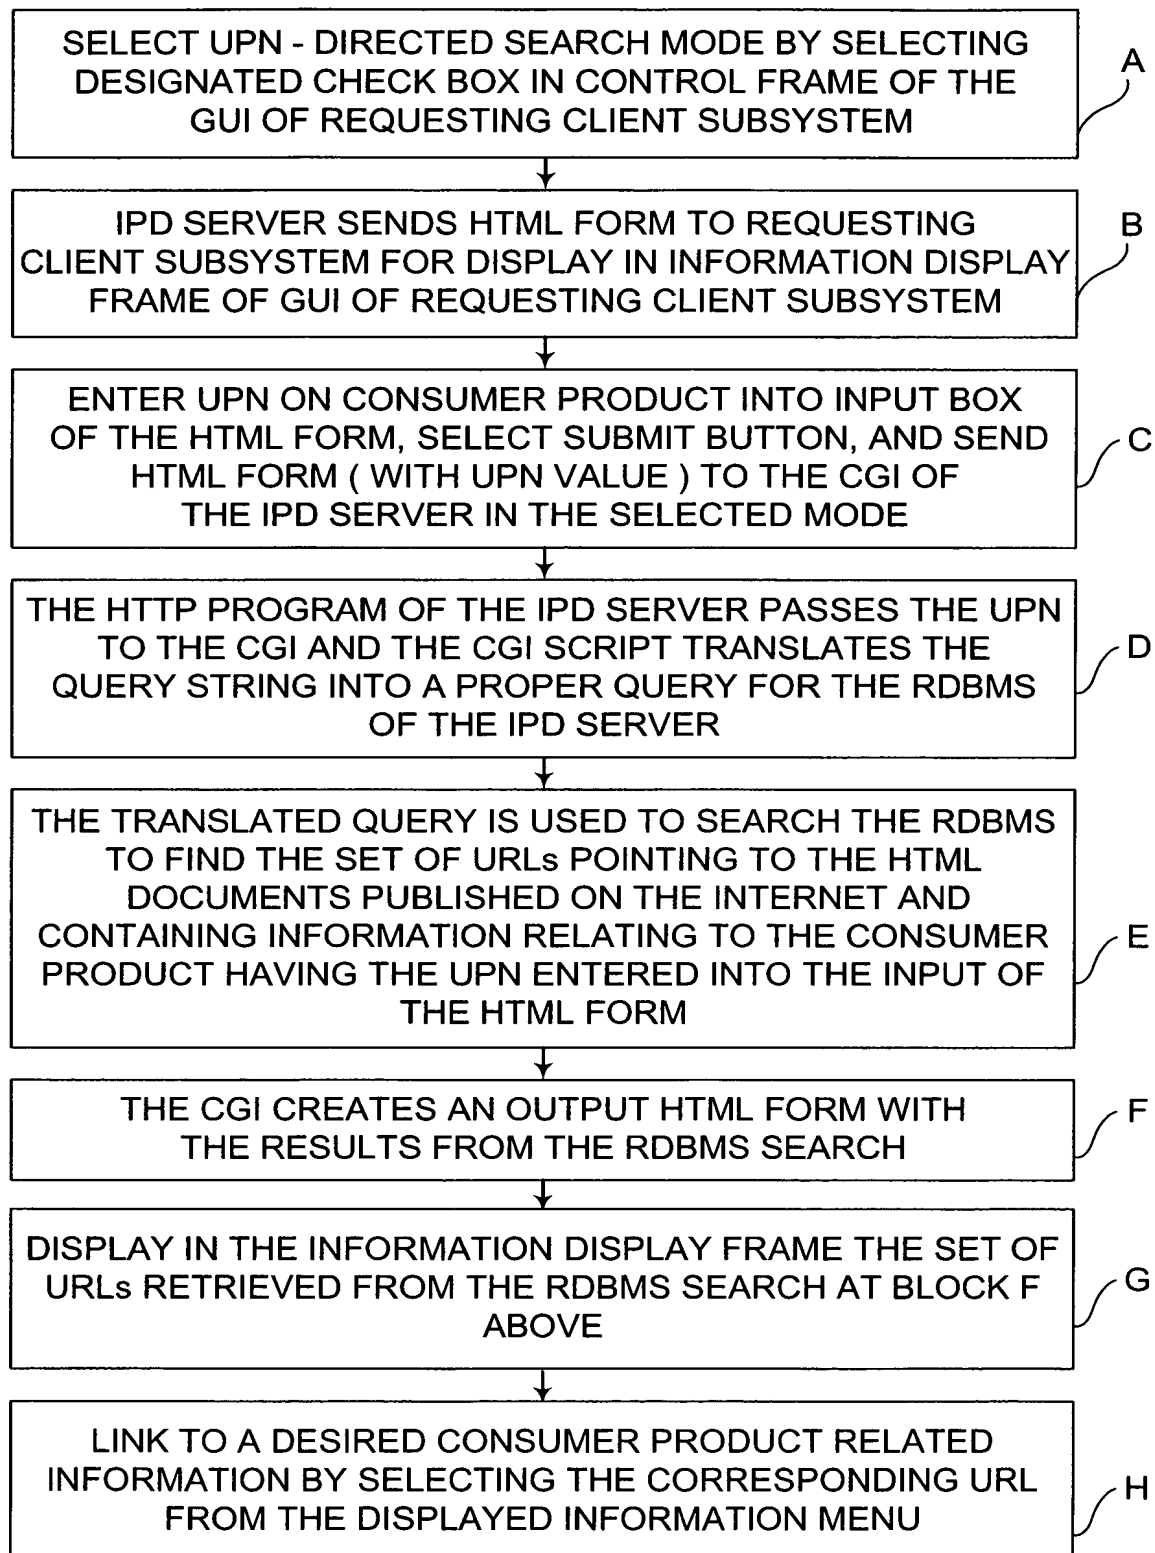 SELECT UPN - DIRECTED SEARCH MODE BY SELECTING
DESIGNATED CHECK BOX IN CONTROL FRAME OF THE
GUI OF REQUESTING CLIENT SUBSYSTEM
A
IPD SERVER SENDS HTML FORM TO REQUESTING
CLIENT SUBSYSTEM FOR DISPLAY IN INFORMATION DISPLAY
FRAME OF GUI OF REQUESTING CLIENT SUBSYSTEM
B
ENTER UPN ON CONSUMER PRODUCT INTO INPUT BOX
OF THE HTML FORM, SELECT SUBMIT BUTTON, AND SEND
HTML FORM ( WITH UPN VALUE ) TO THE CGI OF
THE IPD SERVER IN THE SELECTED MODE
C
THE HTTP PROGRAM OF THE IPD SERVER PASSES THE UPN
TO THE CGI AND THE CGI SCRIPT TRANSLATES THE
QUERY STRING INTO A PROPER QUERY FOR THE RDBMS
OF THE IPD SERVER
D
THE TRANSLATED QUERY IS USED TO SEARCH THE RDBMS
TO FIND THE SET OF URLs POINTING TO THE HTML
DOCUMENTS PUBLISHED ON THE INTERNET AND
CONTAINING INFORMATION RELATING TO THE CONSUMER
PRODUCT HAVING THE UPN ENTERED INTO THE INPUT OF
THE HTML FORM
E
THE CGI CREATES AN OUTPUT HTML FORM WITH
THE RESULTS FROM THE RDBMS SEARCH
F
DISPLAY IN THE INFORMATION DISPLAY FRAME THE SET OF
URLs RETRIEVED FROM THE RDBMS SEARCH AT BLOCK F
ABOVE
G
LINK TO A DESIRED CONSUMER PRODUCT RELATED
INFORMATION BY SELECTING THE CORRESPONDING URL
FROM THE DISPLAYED INFORMATION MENU
H